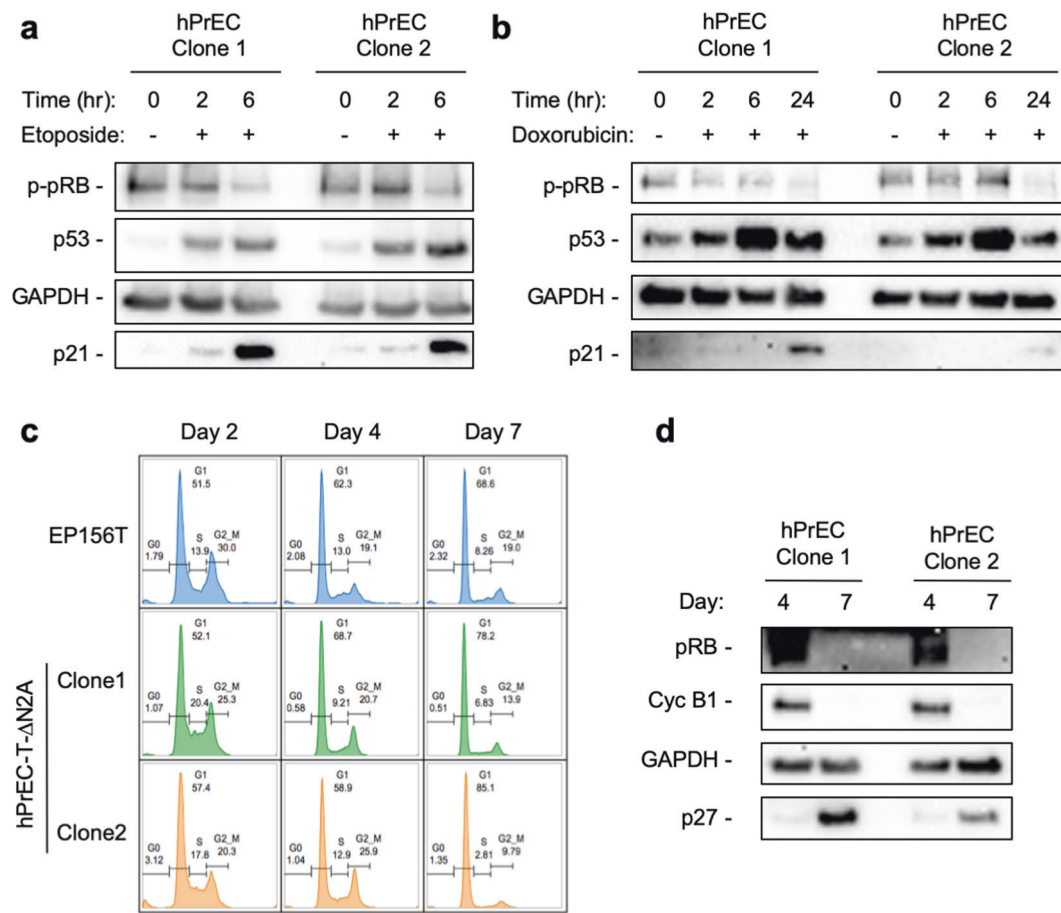 a
hPrEC Clone 1
hPrEC Clone 2
Time (hr): 0 2 6 0 2 6
Etoposide: - + + - + +
p-pRB -
p53 -
GAPDH -
p21 -
b
hPrEC Clone 1
hPrEC Clone 2
Time (hr): 0 2 6 24 0 2 6 24
Doxorubicin: - + + + - + + +
p-pRB -
p53 -
GAPDH -
p21 -
c
Day 2 Day 4 Day 7
EP156T
G1 51.5
G0 1.79
S 13.9
G2_M 30.0
G1 62.3
G0 2.08
S 13.0
G2_M 19.1
G1 68.6
G0 2.32
S 8.26
G2_M 19.0
hPrEC-T-ΔN2A
Clone1
G1 52.1
G0 1.07
S 20.4
G2_M 25.3
G1 68.7
G0 0.58
S 9.21
G2_M 20.7
G1 78.2
G0 0.51
S 6.83
G2_M 13.9
Clone2
G1 57.4
G0 3.12
S 17.8
G2_M 20.3
G1 58.9
G0 1.04
S 12.9
G2_M 25.9
G1 85.1
G0 1.35
S 2.81
G2_M 9.79
d
hPrEC Clone 1
hPrEC Clone 2
Day: 4 7 4 7
pRB -
Cyc B1 -
GAPDH -
p27 -